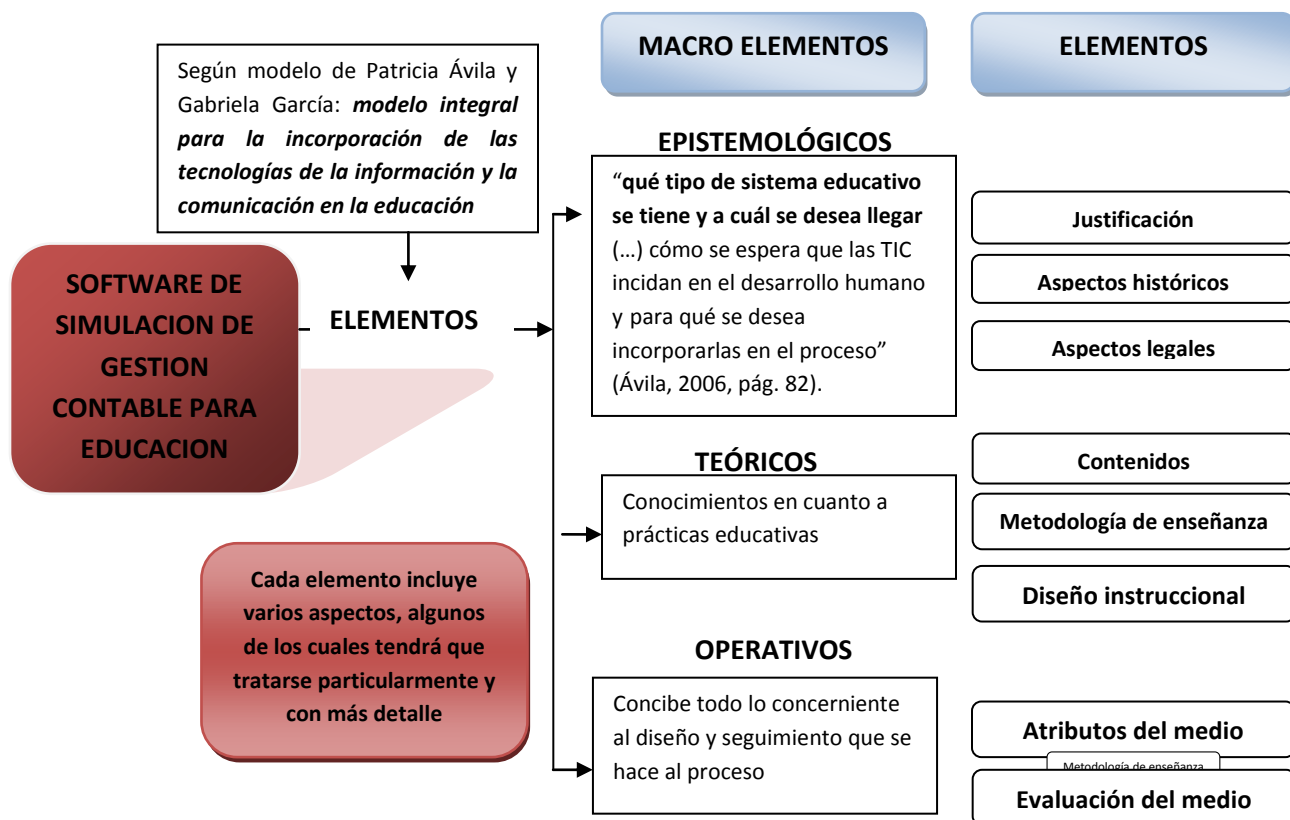 MACRO ELEMENTOS
ELEMENTOS
Según modelo de Patricia Ávila y
Gabriela García: modelo integral
para la incorporación de las
tecnologías de la información y la
comunicación en la educación
SOFTWARE DE
SIMULACION DE
GESTION
CONTABLE PARA
EDUCACION
ELEMENTOS
Cada elemento incluye
varios aspectos, algunos
de los cuales tendrá que
tratarse particularmente y
con más detalle
EPISTEMOLÓGICOS
“qué tipo de sistema educativo
se tiene y a cuál se desea llegar
(...) cómo se espera que las TIC
incidan en el desarrollo humano
y para qué se desea
incorporarlas en el proceso”
(Ávila, 2006, pág. 82).
Justificación
Aspectos históricos
Aspectos legales
TEÓRICOS
Conocimientos en cuanto a
prácticas educativas
Contenidos
Metodología de enseñanza
Diseño instruccional
OPERATIVOS
Concibe todo lo concerniente
al diseño y seguimiento que se
hace al proceso
Atributos del medio
Metodología de enseñanza
Evaluación del medio